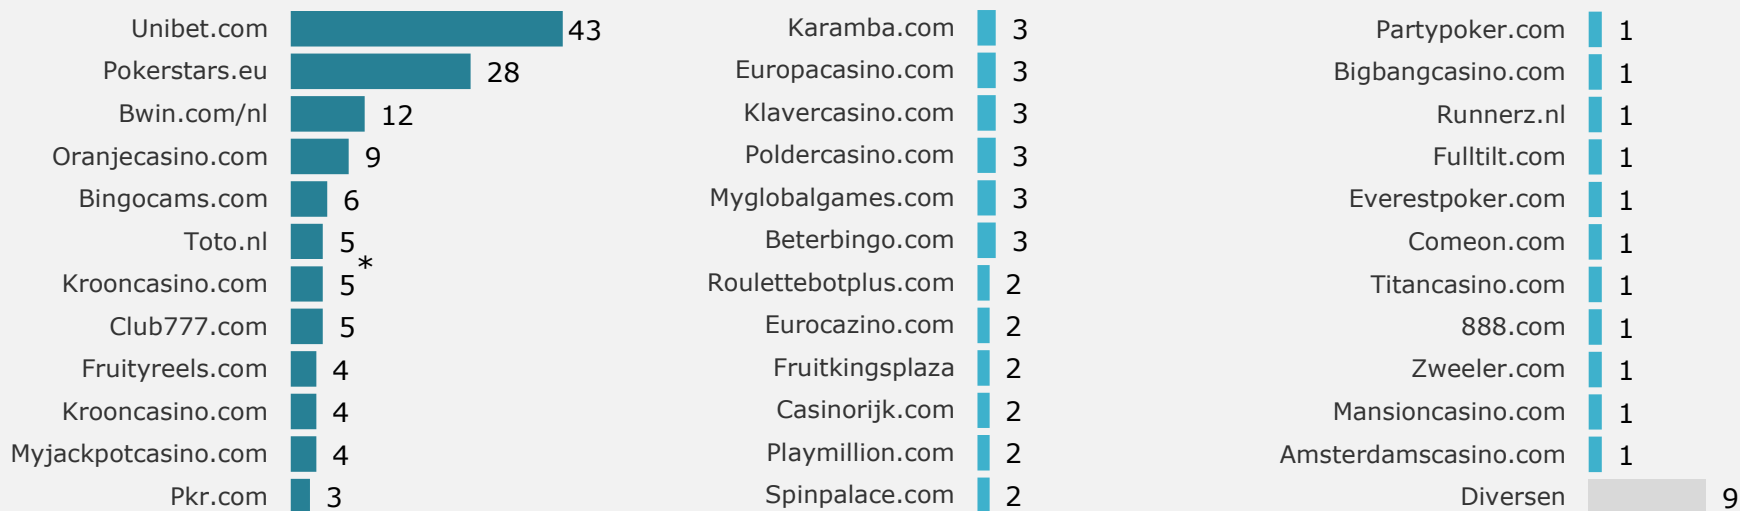 Unibet.com 43
Pokerstars.eu 28
Bwin.com/nl 12
Oranjecasino.com 9
Bingocams.com 6
Toto.nl 5
Krooncasino.com 5*
Club777.com 5
Fruityreels.com 4
Krooncasino.com 4
Myjackpotcasino.com 4
Pkr.com 3
Karamba.com 3
Europacasino.com 3
Klavercasino.com 3
Poldercasino.com 3
Myglobalgames.com 3
Beterbingo.com 3
Roulettebotplus.com 2
Eurocazino.com 2
Fruitkingsplaza 2
Casinorijk.com 2
Playmillion.com 2
Spinpalace.com 2
Partypoker.com 1
Bigbangcasino.com 1
Runnerz.nl 1
Fulltilt.com 1
Everestpoker.com 1
Comeon.com 1
Titancasino.com 1
888.com 1
Zweeler.com 1
Mansioncasino.com 1
Amsterdamscasino.com 1
Diversen 9